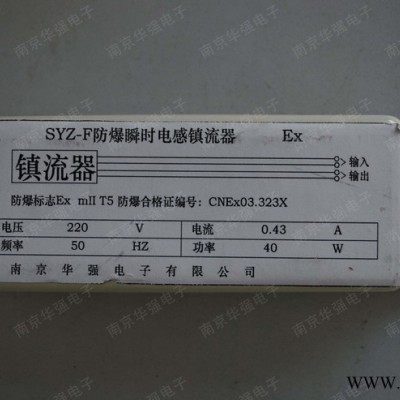 SYZ-F防爆瞬时电感镇流器 Ex
镇流器
输入
输出
防爆标志Ex mII T5 防爆合格证编号: CNEx03.323X
电压 220 V 电流 0.43 A
频率 50 HZ 功率 40 W
南京华强电子有限公司
南京华强电子
www.